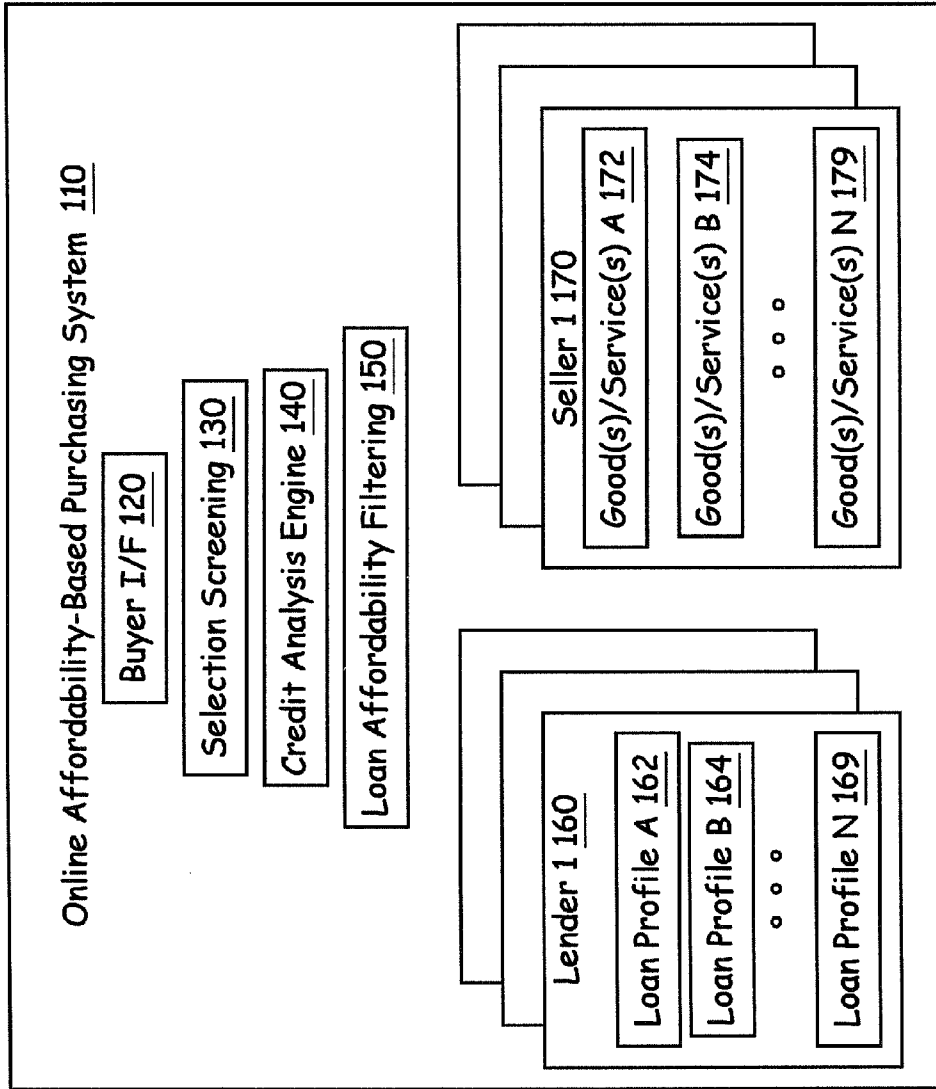 Online Affordability-Based Purchasing System 110
Buyer I/F 120
Selection Screening 130
Credit Analysis Engine 140
Loan Affordability Filtering 150
Lender 1 160
Loan Profile A 162
Loan Profile B 164
Loan Profile N 169
Seller 1 170
Good(s)/Service(s) A 172
Good(s)/Service(s) B 174
Good(s)/Service(s) N 179